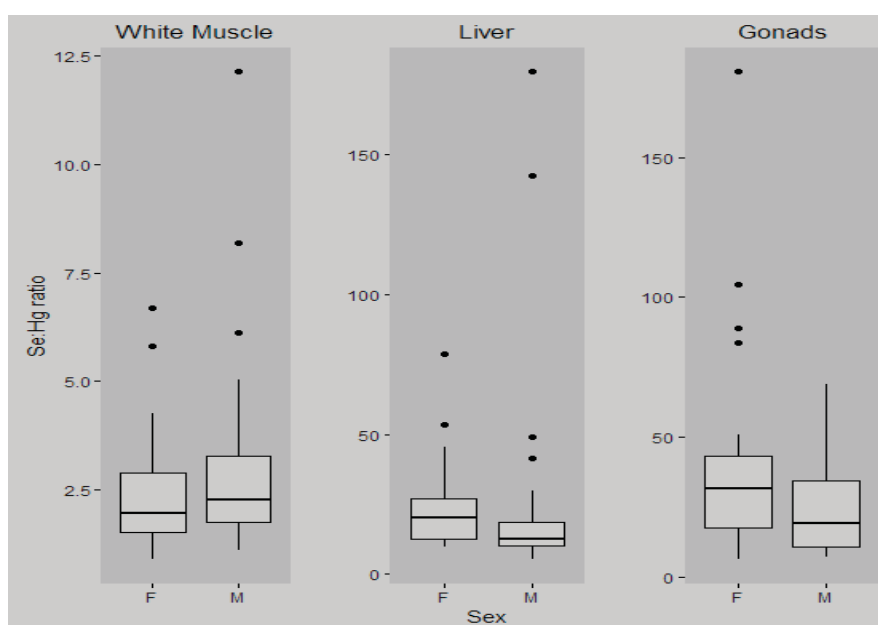 White Muscle
Liver
Gonads
Se:Hg ratio
12.5
10.0
7.5
5.0
2.5
150
100
50
0
150
100
50
0
F
M
F
M
F
M
Sex